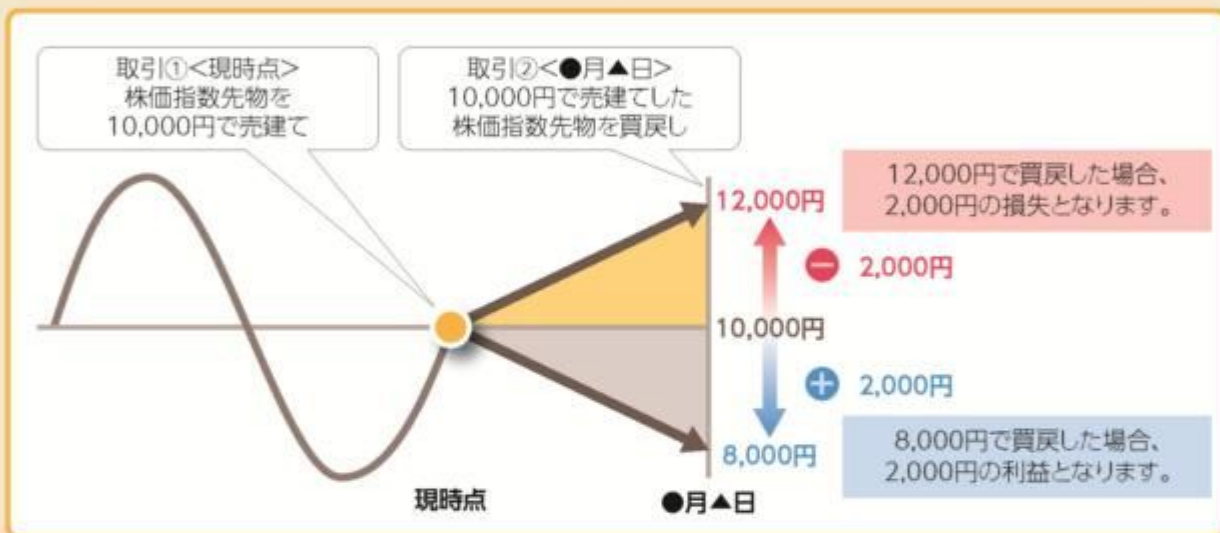 取引①<現時点>
株価指数先物を
10,000円で売建て
取引②<●月▲日>
10,000円で売建てした
株価指数先物を買戻し
12,000円
12,000円で買戻した場合、
2,000円の損失となります。
2,000円
10,000円
2,000円
8,000円
8,000円で買戻した場合、
2,000円の利益となります。
現時点
●月▲日